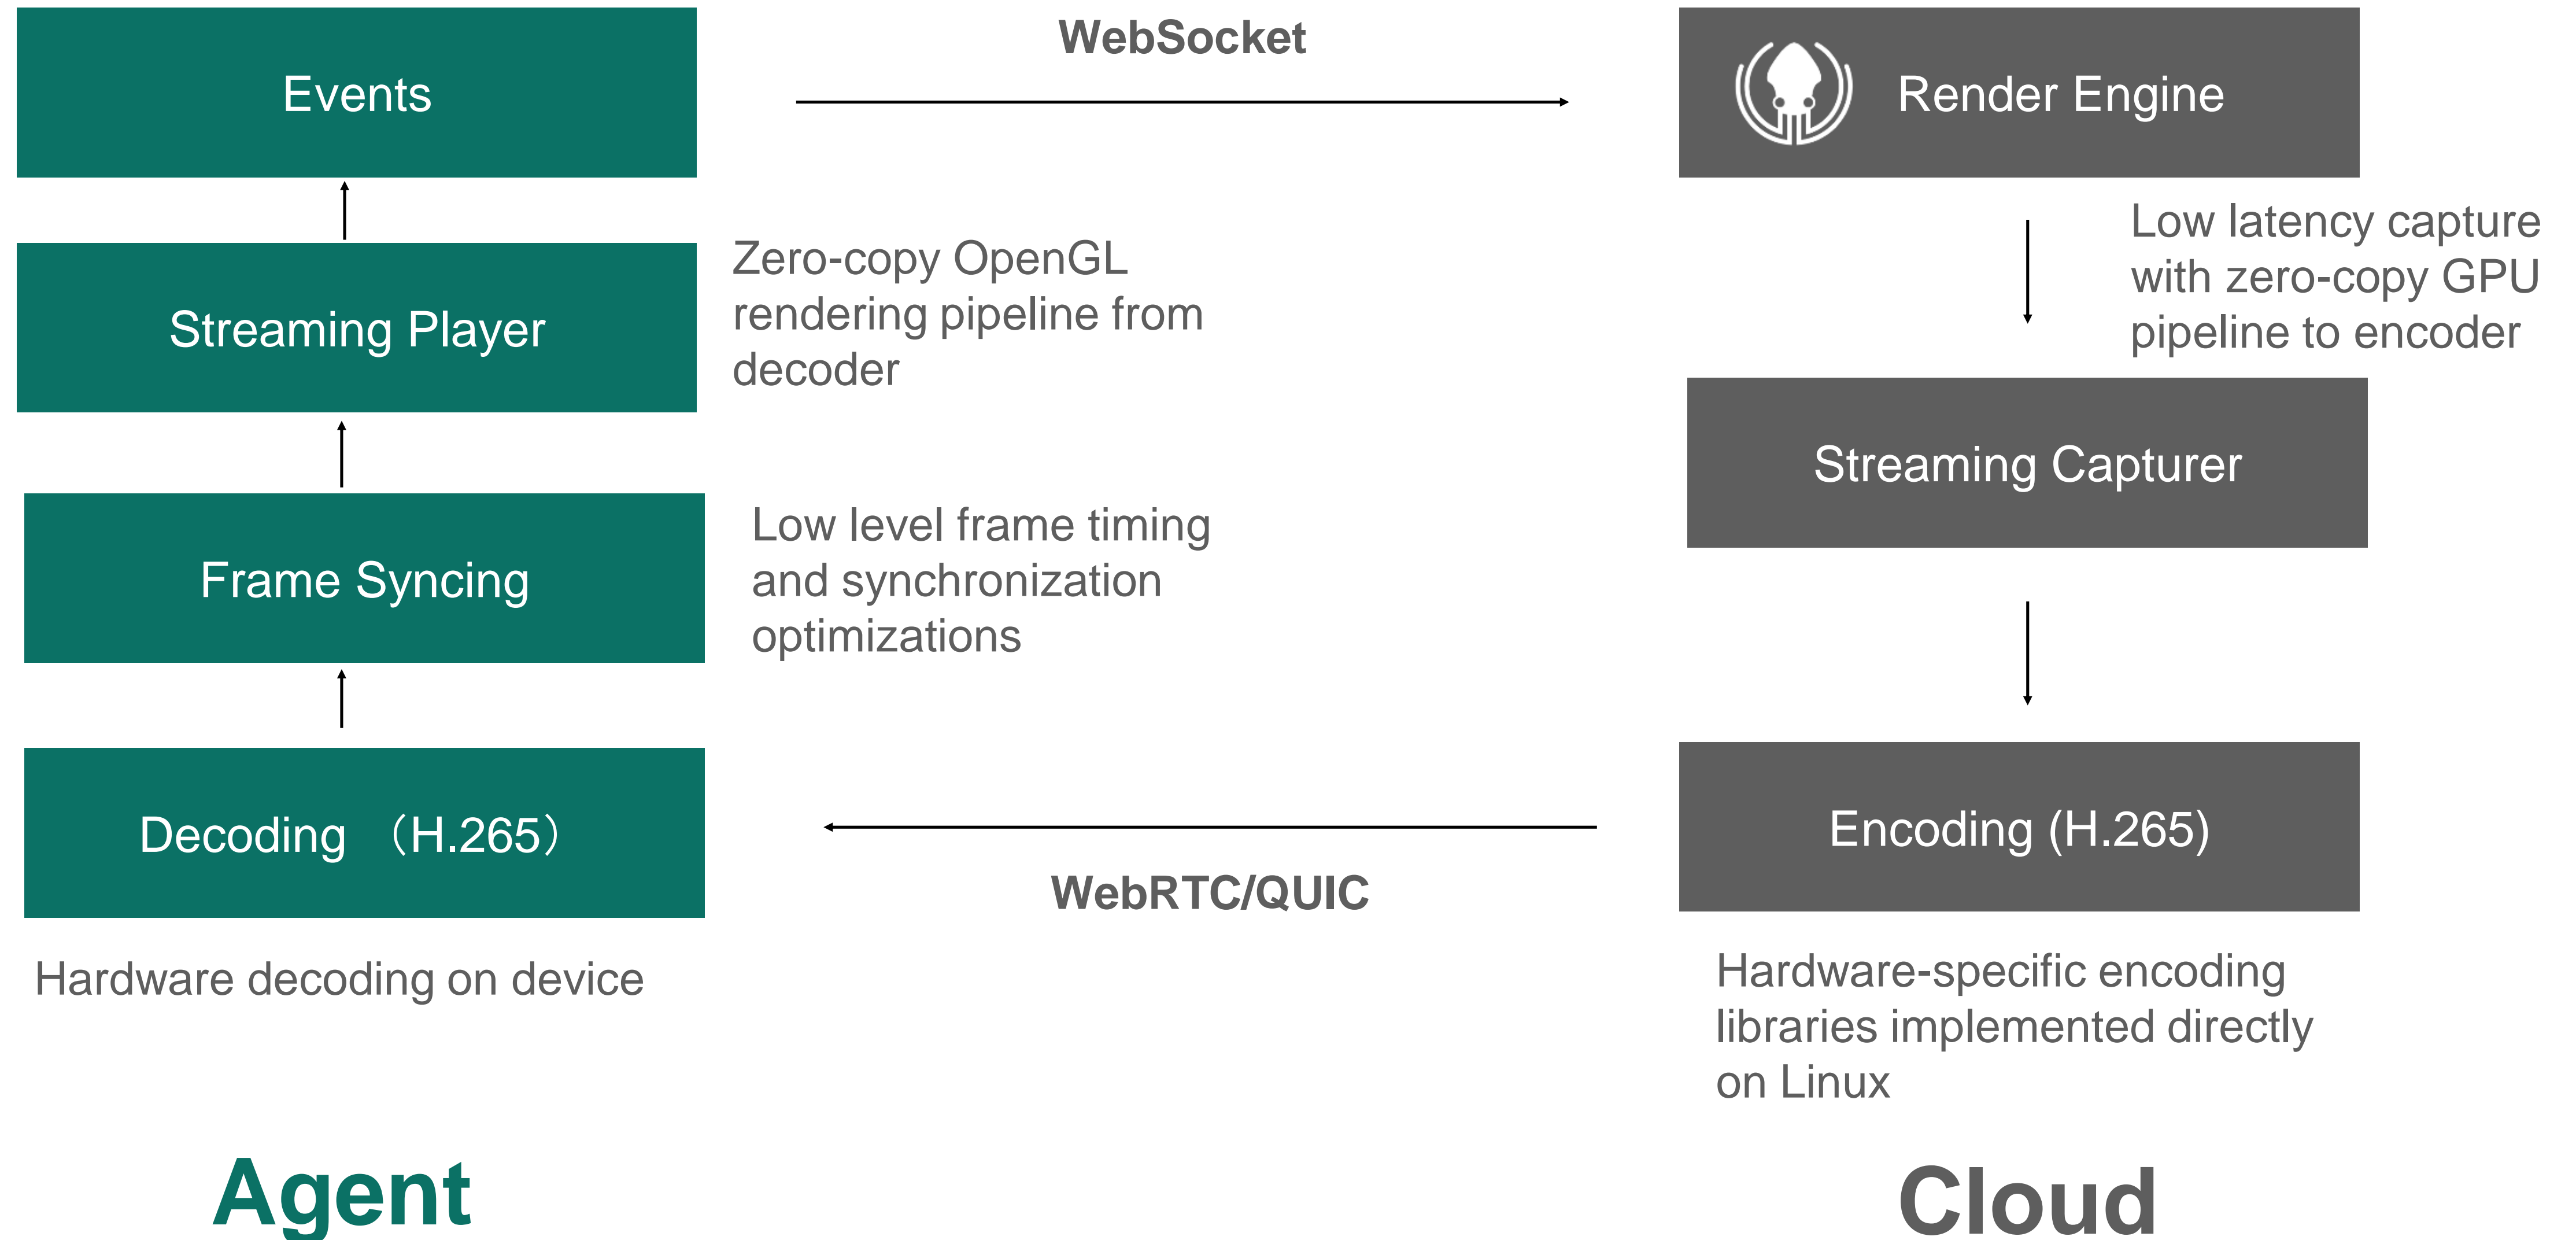 WebSocket
Events
Render Engine
Zero-copy OpenGL
rendering pipeline from
decoder
Low latency capture
with zero-copy GPU
pipeline to encoder
Streaming Player
Streaming Capturer
Low level frame timing
and synchronization
optimizations
Frame Syncing
Decoding （H.265）
Encoding (H.265)
WebRTC/QUIC
Hardware decoding on device
Hardware-specific encoding
libraries implemented directly
on Linux
Agent
Cloud